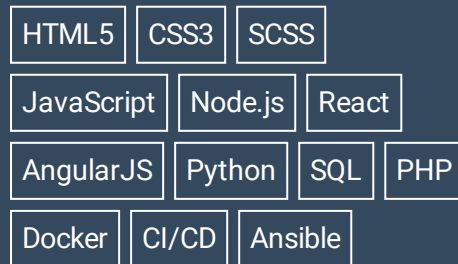 HTML5 CSS3 SCSS
JavaScript Node.js React
AngularJS Python SQL PHP
Docker CI/CD Ansible